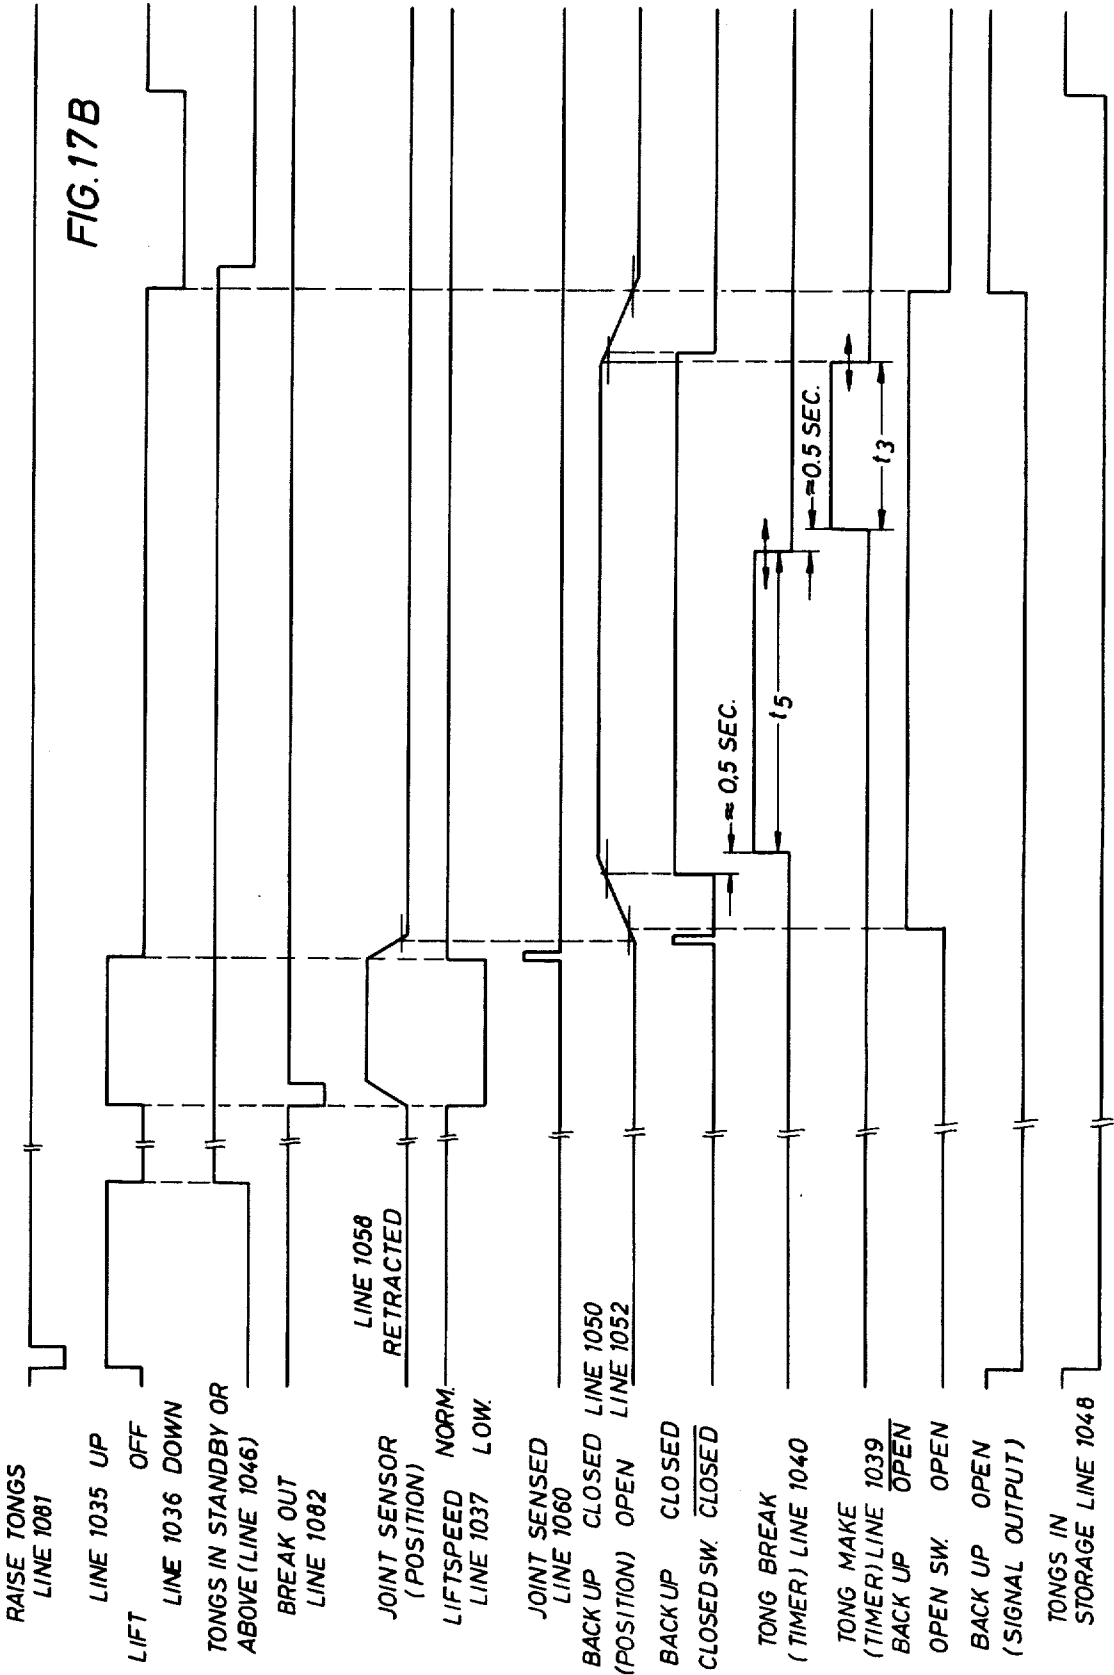 FIG.17B
RAISE TONGS
LINE 1081
LINE 1035 UP
LIFT OFF
LINE 1036 DOWN
TONGS IN STANDBY OR
ABOVE (LINE 1046)
BREAK OUT
LINE 1082
LINE 1058
RETRACTED
JOINT SENSOR
(POSITION)
LIFTSPEED NORM.
LINE 1037 LOW.
JOINT SENSED
LINE 1060
BACK UP CLOSED LINE 1050
(POSITION) OPEN LINE 1052
BACK UP CLOSED
CLOSED SW. CLOSED
≈ 0,5 SEC.
t5
TONG BREAK
(TIMER) LINE 1040
≈0.5 SEC.
t3
TONG MAKE
(TIMER) LINE 1039
BACK UP OPEN
OPEN SW. OPEN
BACK UP OPEN
(SIGNAL OUTPUT)
TONGS IN
STORAGE LINE 1048